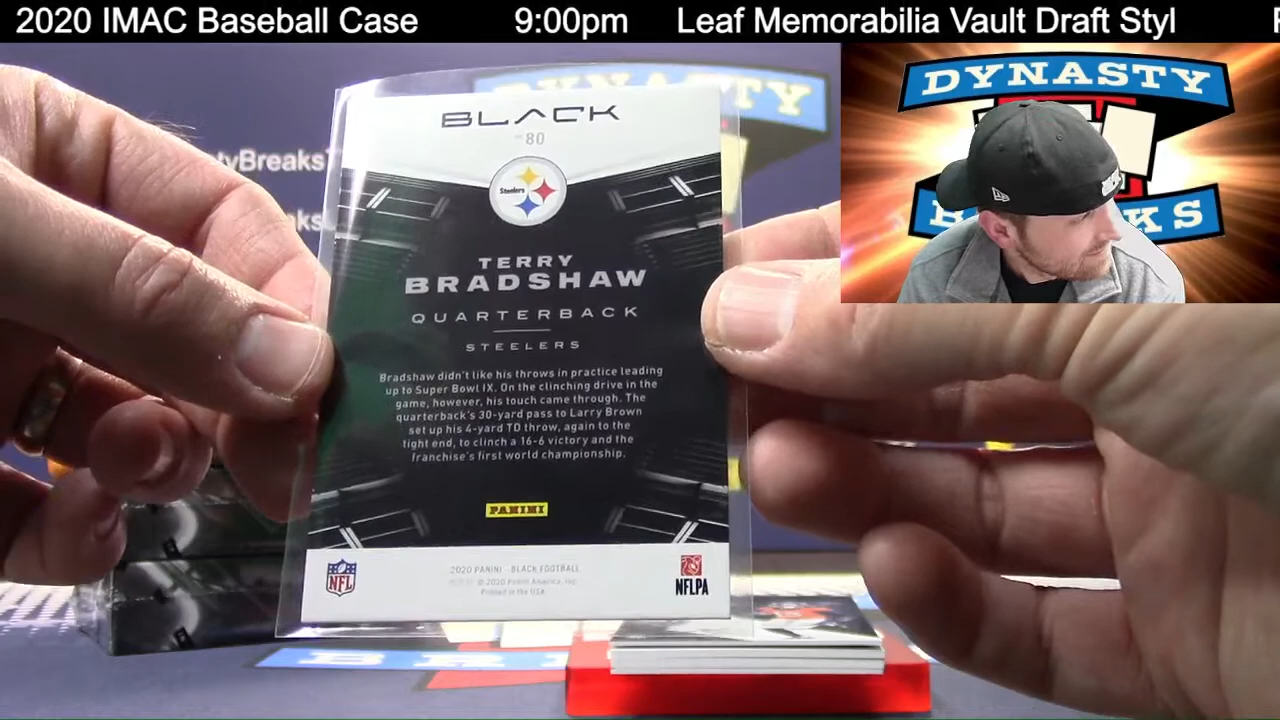 2020 IMAC Baseball Case 9:00pm Leaf Memorabilia Vault Draft Styl
DYNASTY
BLACK
80
Steelers
TERRY
BRADSHAW
QUARTERBACK
STEELERS
Bradshaw didn't like his throws in practice leading
up to Super Bowl IX. On the clinching drive in the
game, however, his touch came through. The
quarterback's 30-yard pass to Larry Brown
set up his 4-yard TD throw, again to the
tight end, to clinch a 16-6 victory and the
franchise's first world championship.
PANINI
NFL
2020 PANINI - BLACK FOOTBALL
© 2020 Panini America, Inc.
Printed in the USA
NFLPA
tyBreaks